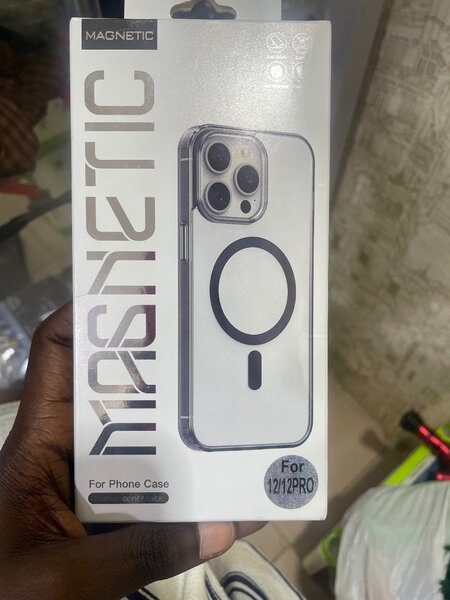 MAGNETIC
MAGNETIC
For Phone Case
For
12/12PRO